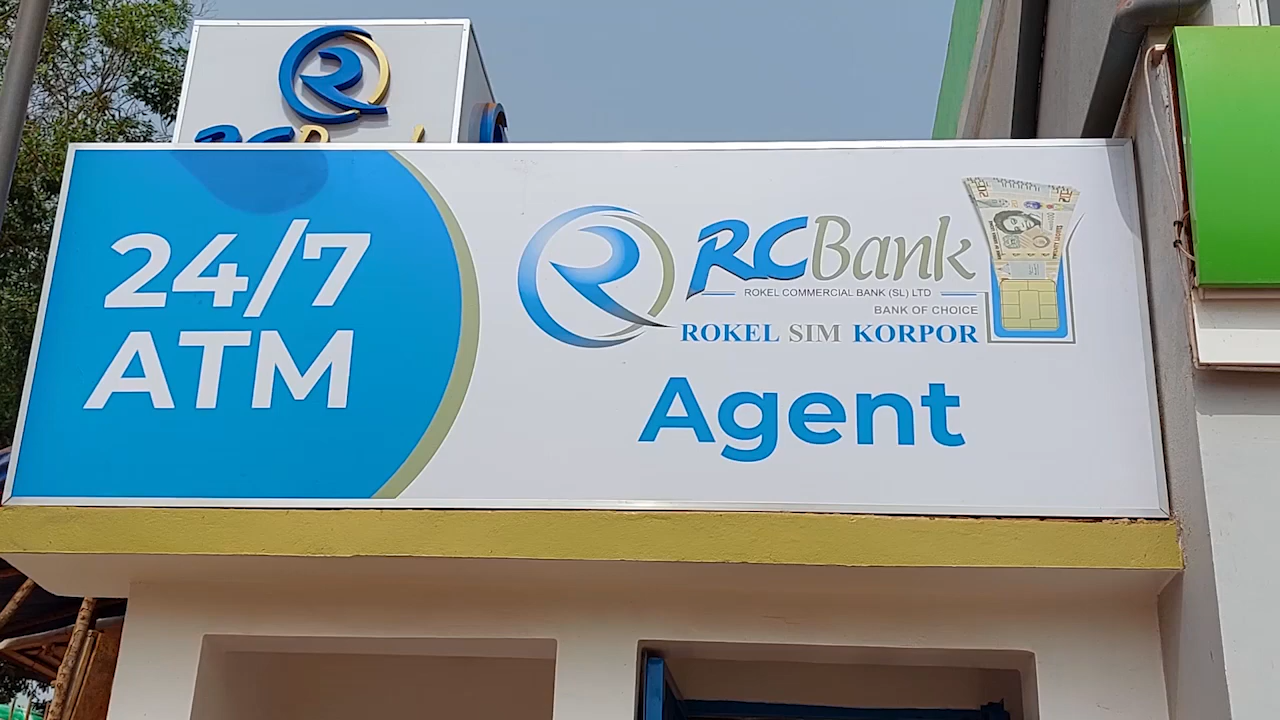 24/7
ATM
RCBank
ROKEL COMMERCIAL BANK (SL) LTD
BANK OF CHOICE
ROKEL SIM KORPOR
Agent